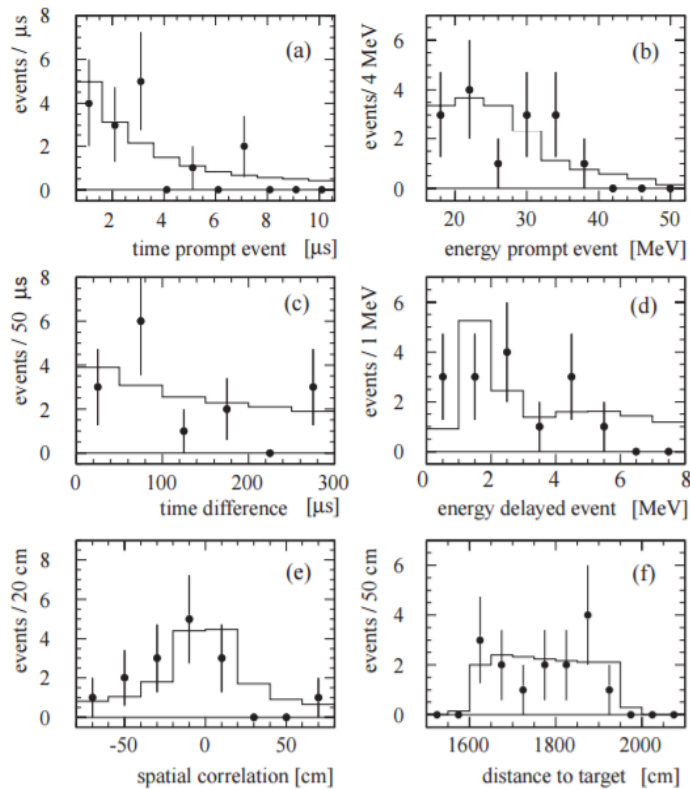 events / μs
8
6
4
2
0
(a)
2 4 6 8 10
time prompt event [μs]
events/ 4 MeV
6
4
2
0
(b)
20 30 40 50
energy prompt event [MeV]
events / 50 μs
8
6
4
2
0
(c)
0 100 200 300
time difference [μs]
events / 1 MeV
6
4
2
0
(d)
0 2 4 6 8
energy delayed event [MeV]
events / 20 cm
8
6
4
2
0
(e)
-50 0 50
spatial correlation [cm]
events / 50 cm
6
4
2
0
(f)
1600 1800 2000
distance to target [cm]